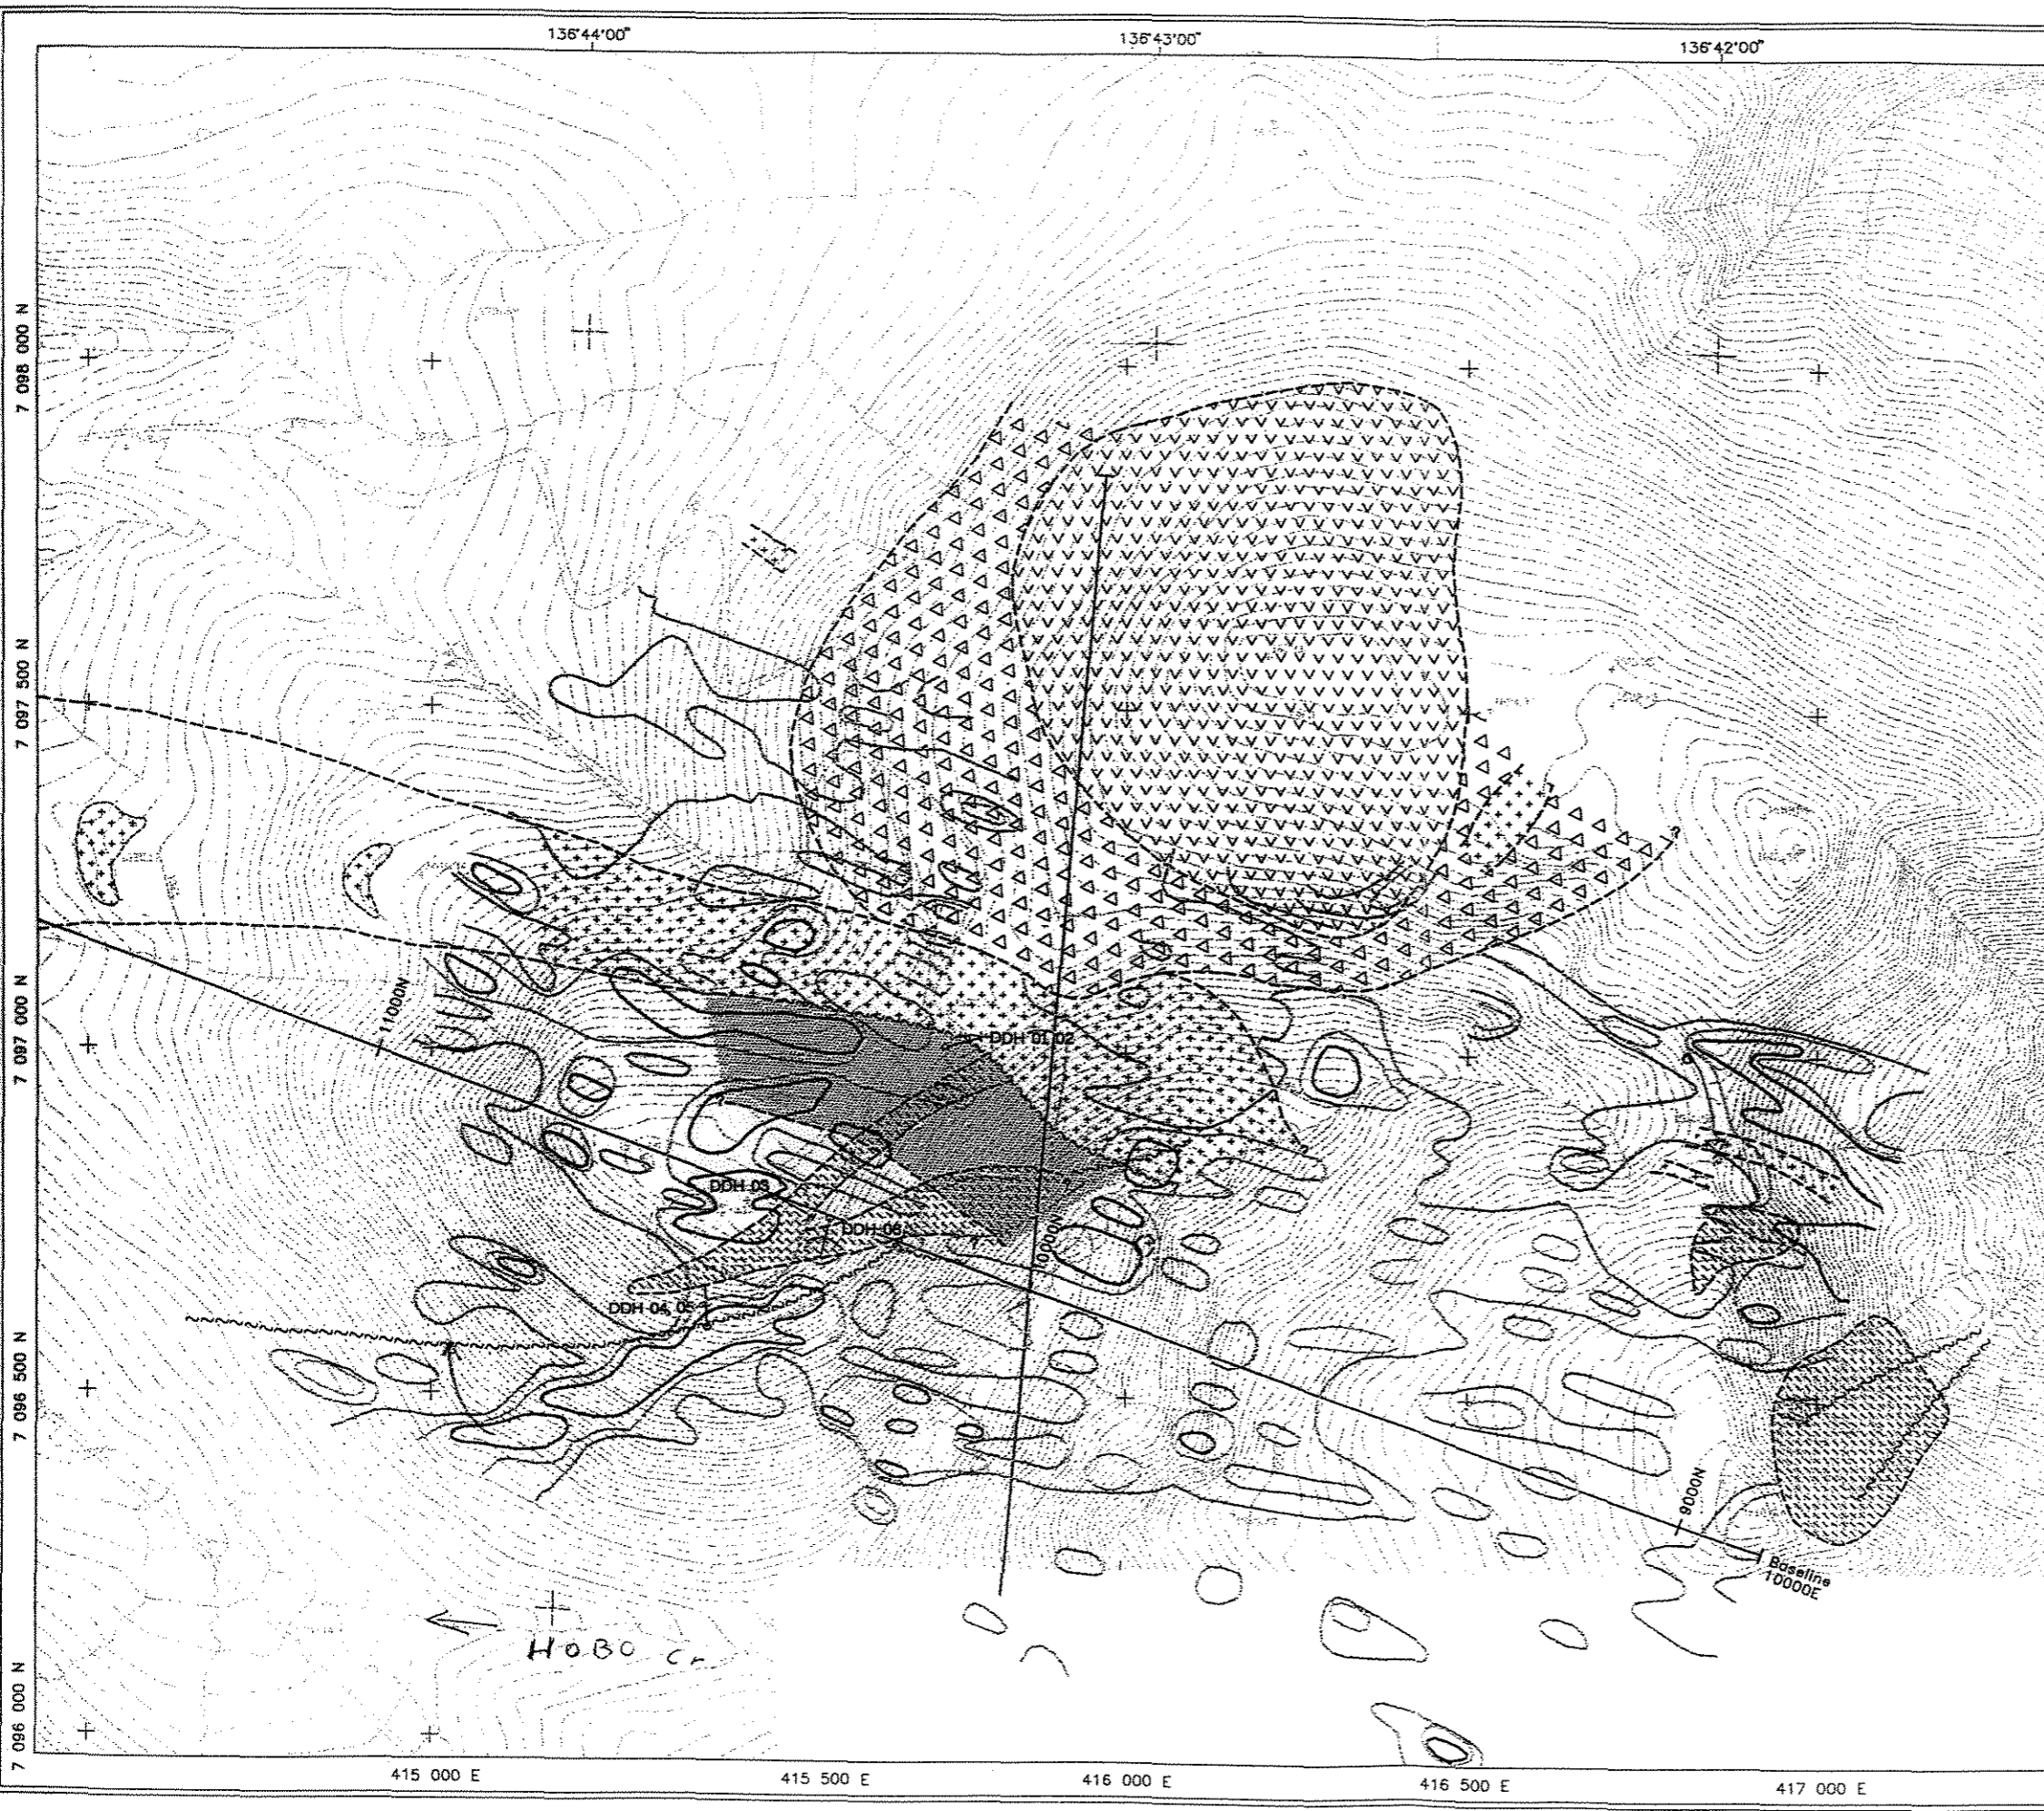 136°44'00"
136°43'00"
136°42'00"
7 098 000 N
7 097 500 N
7 097 000 N
7 096 500 N
7 096 000 N
11000N
DDH 01,02
DDH 03
DDH 04, 05
10000N
9000N
Baseline
10000E
HOBO Cr
415 000 E
415 500 E
416 000 E
416 500 E
417 000 E